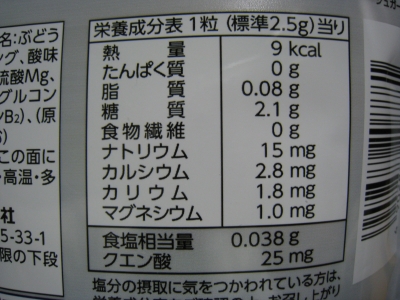 名:ぶどう
ング、酸味
硫酸Mg、
グルコン
ンB₂)、(原
この面に
・高温・多
社
5-33-1
限の下段
栄養成分表 1粒 (標準2.5g)当り
熱量 9 kcal
たんぱく質 0 g
脂質 0.08 g
糖質 2.1 g
食物繊維 0 g
ナトリウム 15 mg
カルシウム 2.8 mg
カリウム 1.8 mg
マグネシウム 1.0 mg
食塩相当量 0.038 g
クエン酸 25 mg
塩分の摂取に気をつかわれている方は、